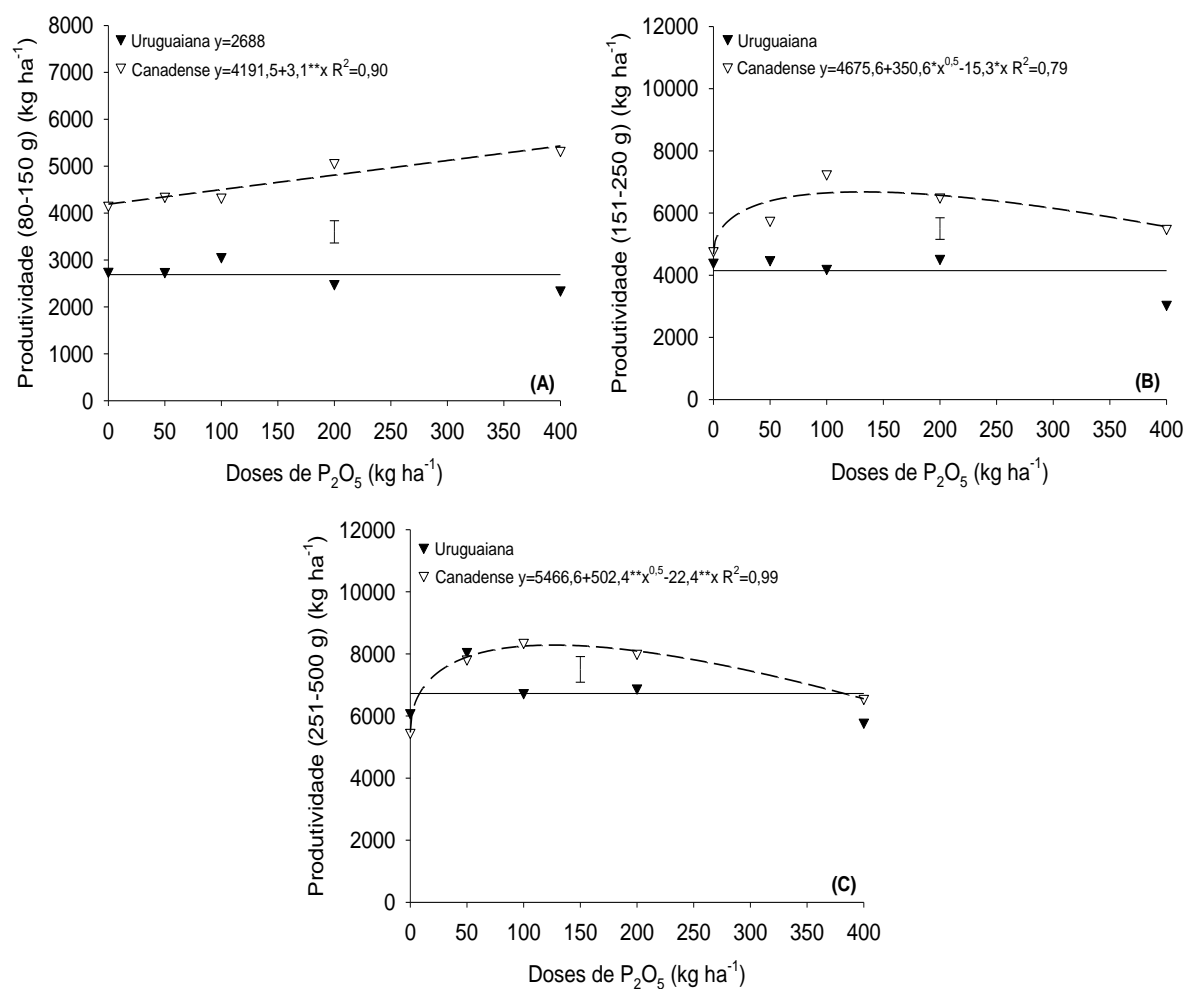 Produtividade (80-150 g) (kg ha⁻¹)
8000
7000
6000
5000
4000
3000
2000
1000
0
▼ Uruguaiana y=2688
▽ Canadense y=4191,5+3,1**x R²=0,90
(A)
0 50 100 150 200 250 300 350 400
Doses de P₂O₅ (kg ha⁻¹)
Produtividade (151-250 g) (kg ha⁻¹)
12000
10000
8000
6000
4000
2000
0
▼ Uruguaiana
▽ Canadense y=4675,6+350,6*x⁰,⁵-15,3*x R²=0,79
(B)
0 50 100 150 200 250 300 350 400
Doses de P₂O₅ (kg ha⁻¹)
Produtividade (251-500 g) (kg ha⁻¹)
12000
10000
8000
6000
4000
2000
0
▼ Uruguaiana
▽ Canadense y=5466,6+502,4**x⁰,⁵-22,4**x R²=0,99
(C)
0 50 100 150 200 250 300 350 400
Doses de P₂O₅ (kg ha⁻¹)